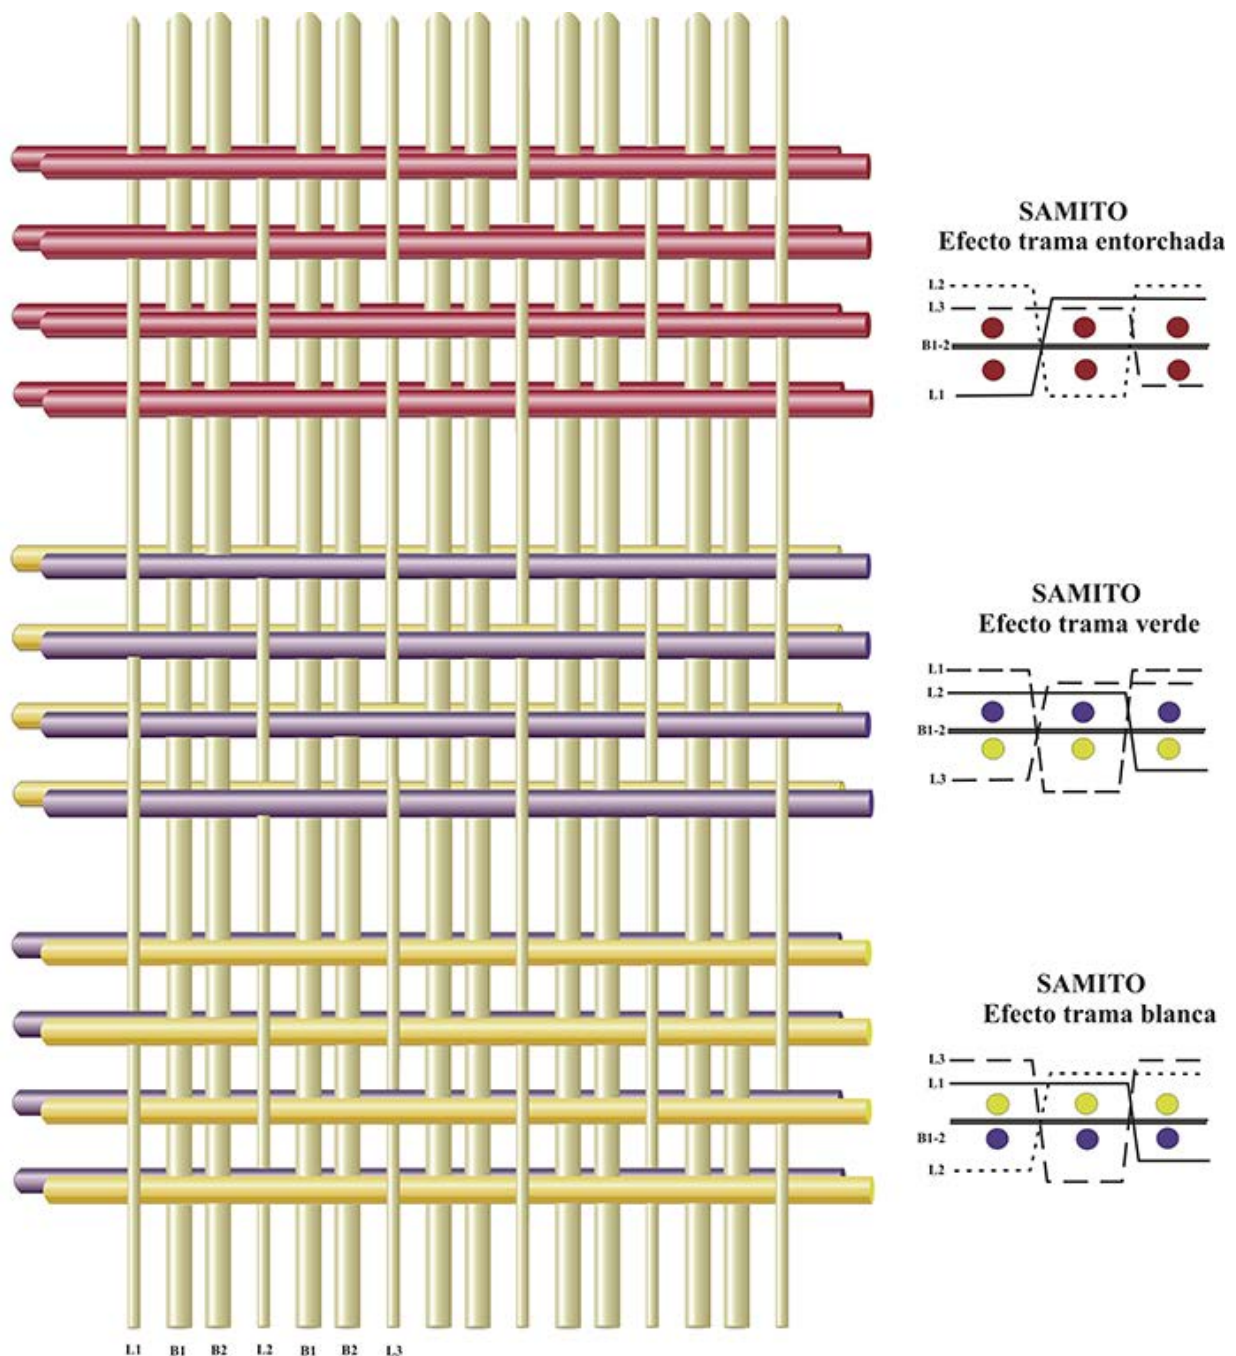 SAMITO
Efecto trama entorchada
L2
L3
B1-2
L1
SAMITO
Efecto trama verde
L1
L2
B1-2
L3
SAMITO
Efecto trama blanca
L3
L1
B1-2
L2
L1 B1 B2 L2 B1 B2 L3